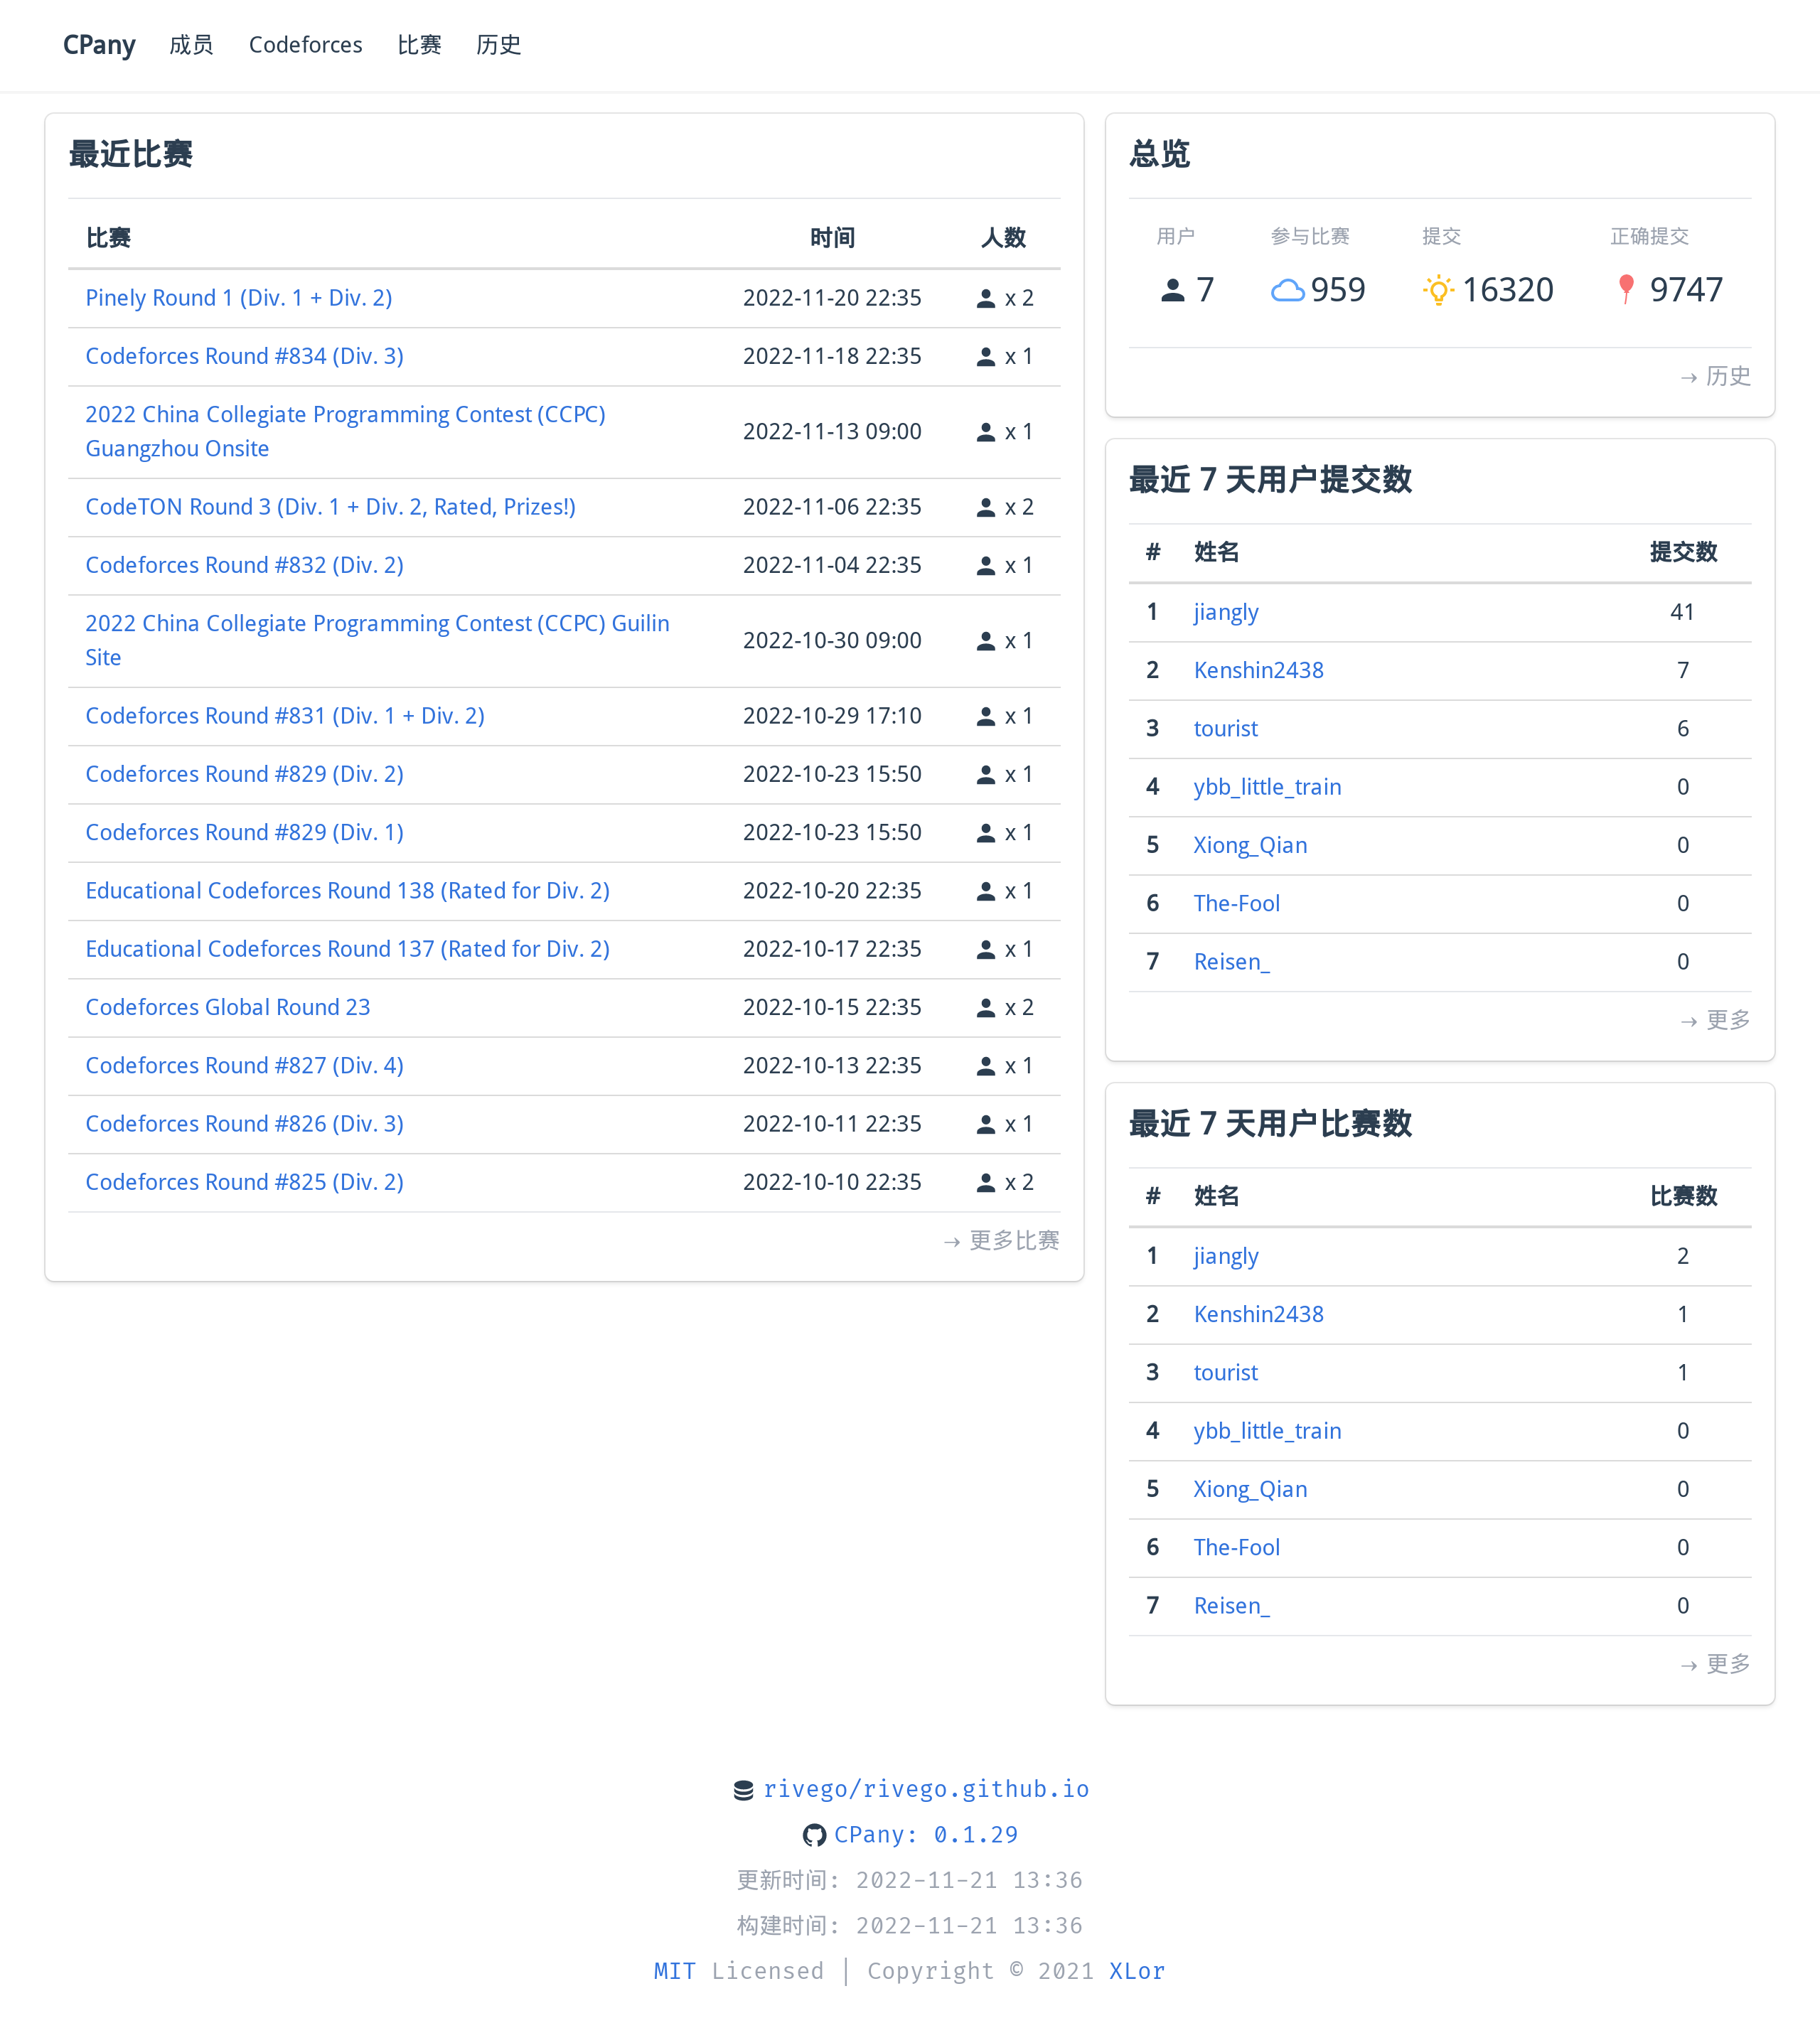 CPany 成员 Codeforces 比赛 历史
最近比赛
比赛 时间 人数
Pinely Round 1 (Div. 1 + Div. 2) 2022-11-20 22:35 x 2
Codeforces Round #834 (Div. 3) 2022-11-18 22:35 x 1
2022 China Collegiate Programming Contest (CCPC)
Guangzhou Onsite 2022-11-13 09:00 x 1
CodeTON Round 3 (Div. 1 + Div. 2, Rated, Prizes!) 2022-11-06 22:35 x 2
Codeforces Round #832 (Div. 2) 2022-11-04 22:35 x 1
2022 China Collegiate Programming Contest (CCPC) Guilin
Site 2022-10-30 09:00 x 1
Codeforces Round #831 (Div. 1 + Div. 2) 2022-10-29 17:10 x 1
Codeforces Round #829 (Div. 2) 2022-10-23 15:50 x 1
Codeforces Round #829 (Div. 1) 2022-10-23 15:50 x 1
Educational Codeforces Round 138 (Rated for Div. 2) 2022-10-20 22:35 x 1
Educational Codeforces Round 137 (Rated for Div. 2) 2022-10-17 22:35 x 1
Codeforces Global Round 23 2022-10-15 22:35 x 2
Codeforces Round #827 (Div. 4) 2022-10-13 22:35 x 1
Codeforces Round #826 (Div. 3) 2022-10-11 22:35 x 1
Codeforces Round #825 (Div. 2) 2022-10-10 22:35 x 2
→ 更多比赛
总览
用户 参与比赛 提交 正确提交
7 959 16320 9747
→ 历史
最近 7 天用户提交数
# 姓名 提交数
1 jiangly 41
2 Kenshin2438 7
3 tourist 6
4 ybb_little_train 0
5 Xiong_Qian 0
6 The-Fool 0
7 Reisen_ 0
→ 更多
最近 7 天用户比赛数
# 姓名 比赛数
1 jiangly 2
2 Kenshin2438 1
3 tourist 1
4 ybb_little_train 0
5 Xiong_Qian 0
6 The-Fool 0
7 Reisen_ 0
→ 更多
rivego/rivego.github.io
CPany: 0.1.29
更新时间: 2022-11-21 13:36
构建时间: 2022-11-21 13:36
MIT Licensed | Copyright © 2021 XLor